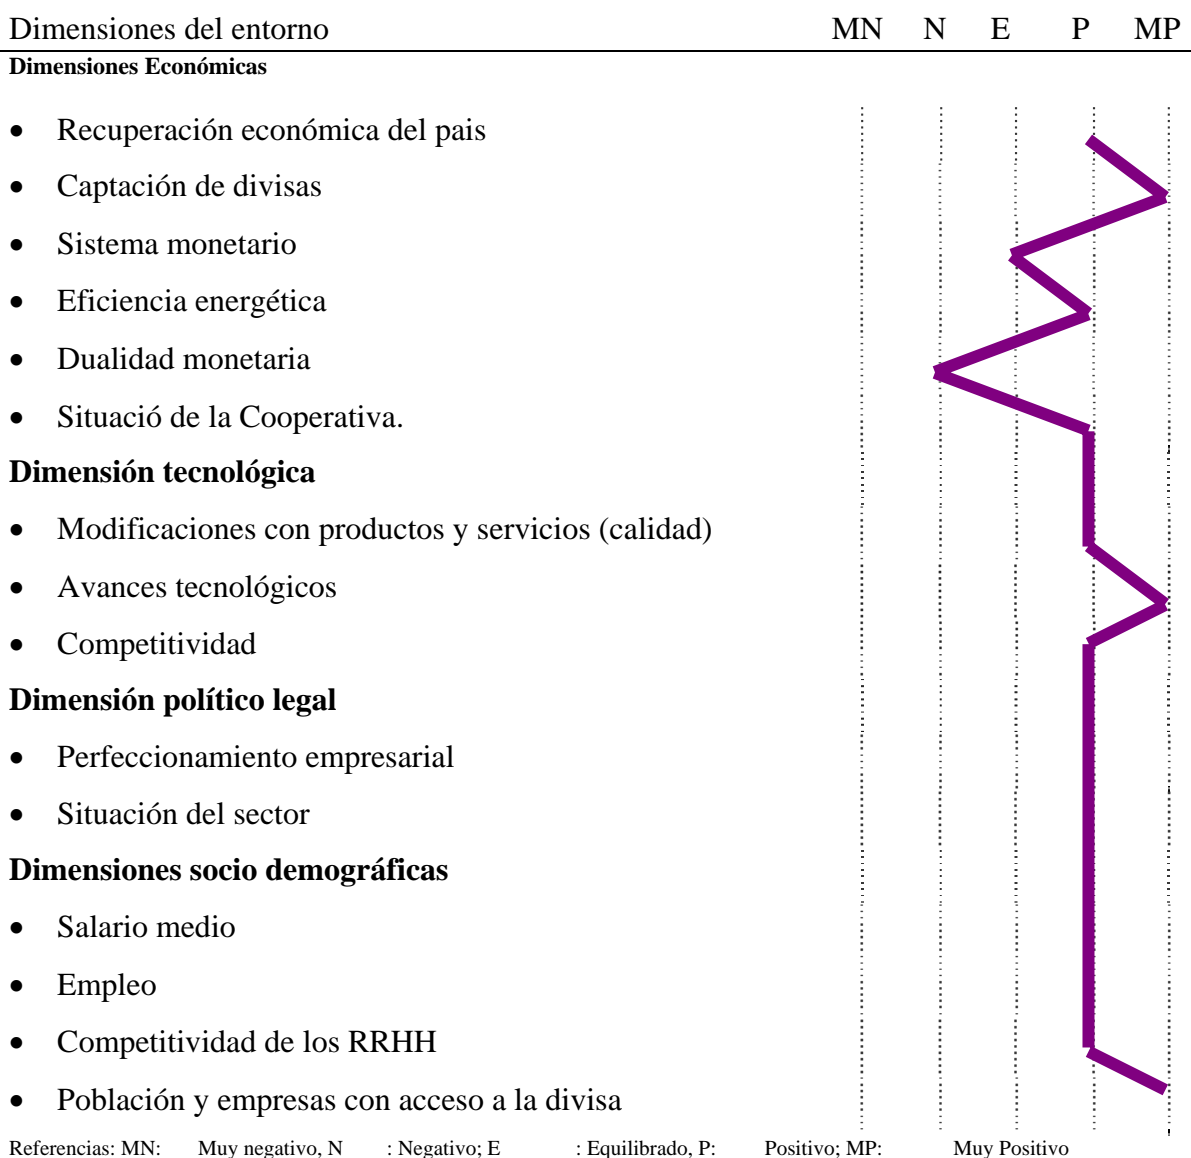 Dimensiones del entorno MN N E P MP
Dimensiones Económicas
• Recuperación económica del pais
• Captación de divisas
• Sistema monetario
• Eficiencia energética
• Dualidad monetaria
• Situació de la Cooperativa.
Dimensión tecnológica
• Modificaciones con productos y servicios (calidad)
• Avances tecnológicos
• Competitividad
Dimensión político legal
• Perfeccionamiento empresarial
• Situación del sector
Dimensiones socio demográficas
• Salario medio
• Empleo
• Competitividad de los RRHH
• Población y empresas con acceso a la divisa
Referencias: MN: Muy negativo, N : Negativo; E : Equilibrado, P: Positivo; MP: Muy Positivo